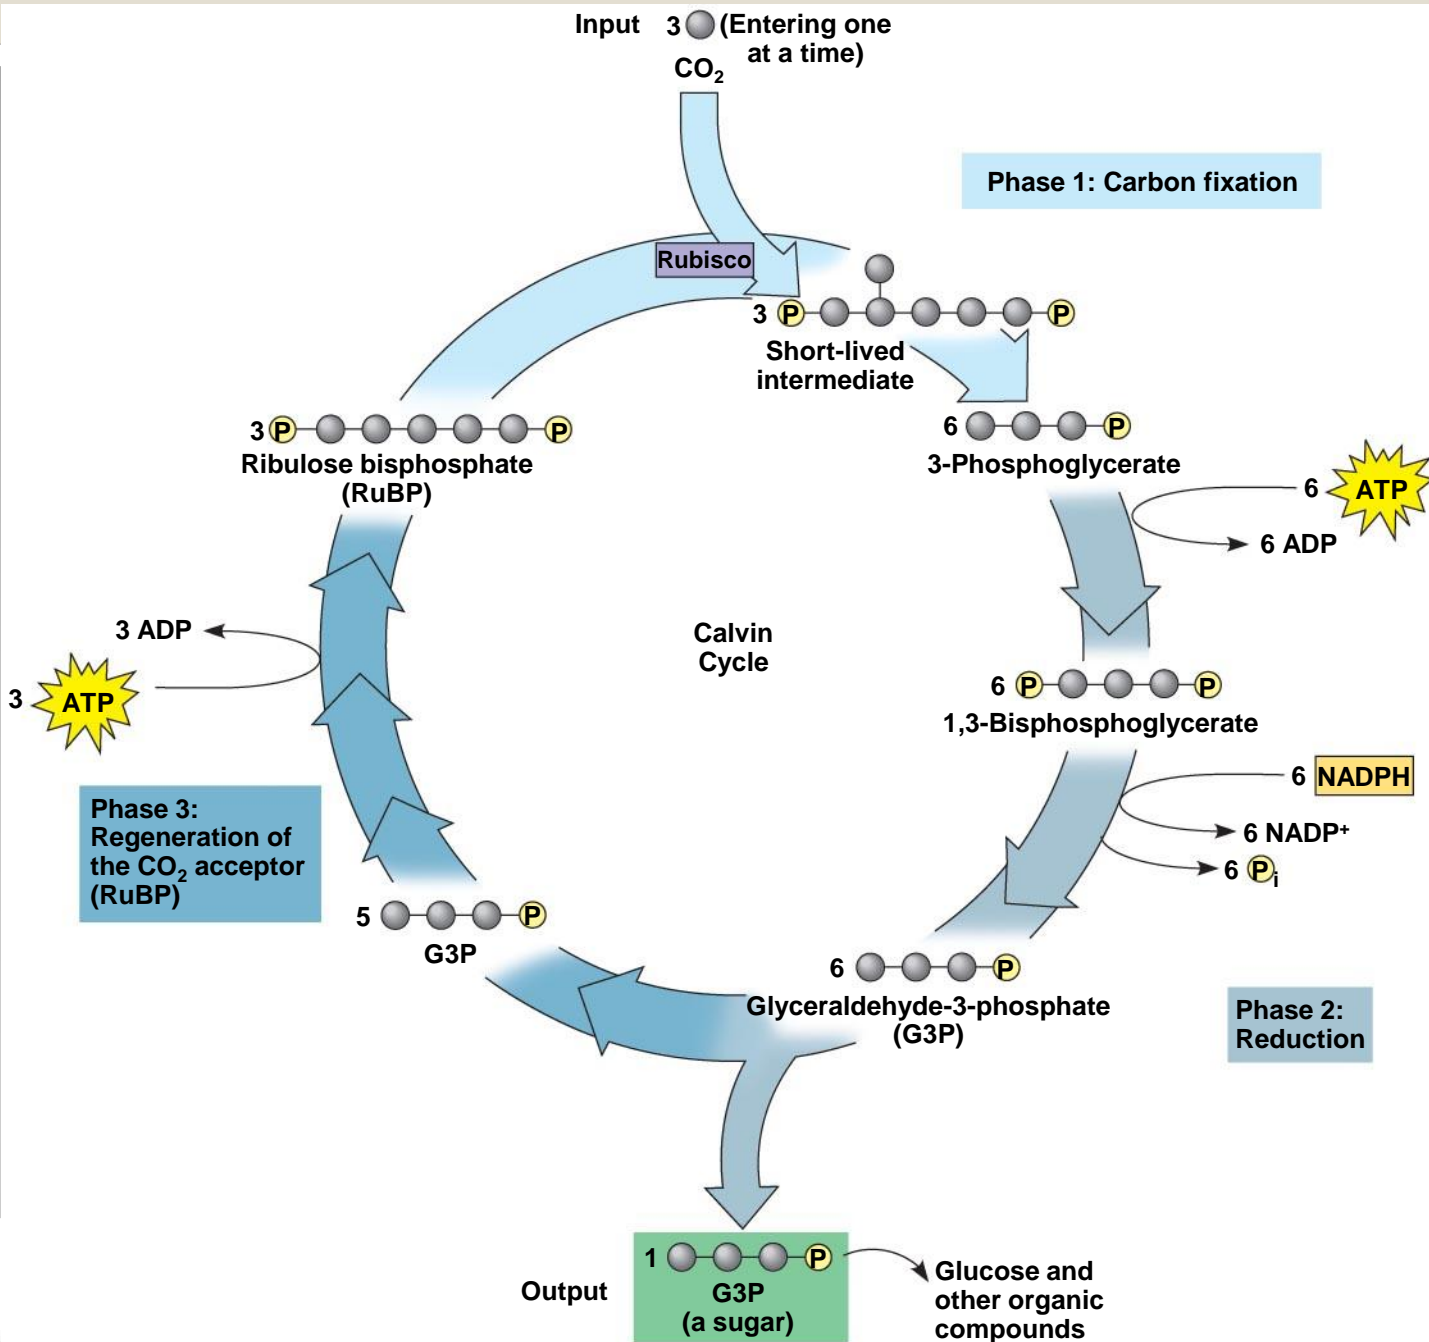 Input 3 (Entering one
at a time)
CO₂
Phase 1: Carbon fixation
Rubisco
3 P P
Short-lived
intermediate
3 P P
Ribulose bisphosphate
(RuBP)
6 P
3-Phosphoglycerate
6 ATP
6 ADP
Calvin
Cycle
3 ADP
3 ATP
6 P P
1,3-Bisphosphoglycerate
6 NADPH
6 NADP⁺
6 Pᵢ
Phase 3:
Regeneration of
the CO₂ acceptor
(RuBP)
5 P
G3P
6 P
Glyceraldehyde-3-phosphate
(G3P)
Phase 2:
Reduction
Output
1 P
G3P
(a sugar)
Glucose and
other organic
compounds